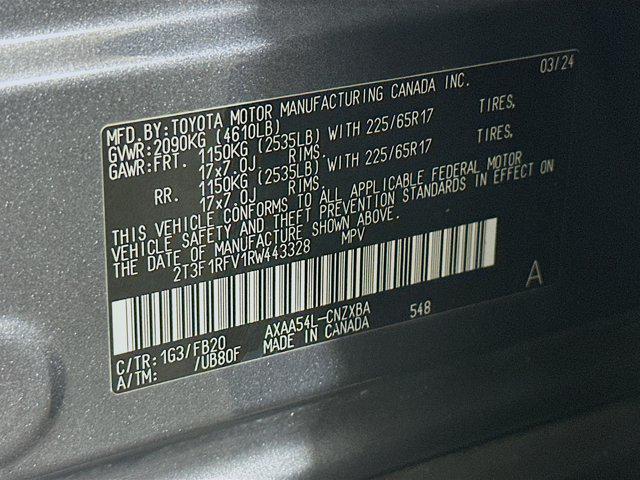 03/24
MFD.BY:TOYOTA MOTOR MANUFACTURING CANADA INC.
GVWR:2090KG (4610LB)
GAWR:FRT. 1150KG (2535LB) WITH 225/65R17 TIRES,
17x7.0J RIMS.
RR. 1150KG (2535LB) WITH 225/65R17 TIRES,
17x7.0J RIMS.
THIS VEHICLE CONFORMS TO ALL APPLICABLE FEDERAL MOTOR
VEHICLE SAFETY AND THEFT PREVENTION STANDARDS IN EFFECT ON
THE DATE OF MANUFACTURE SHOWN ABOVE.
2T3F1RFV1RW443328 MPV
A
C/TR:1G3/FB20 AXAA54L-CNZXBA 548
A/TM: /UB80F MADE IN CANADA